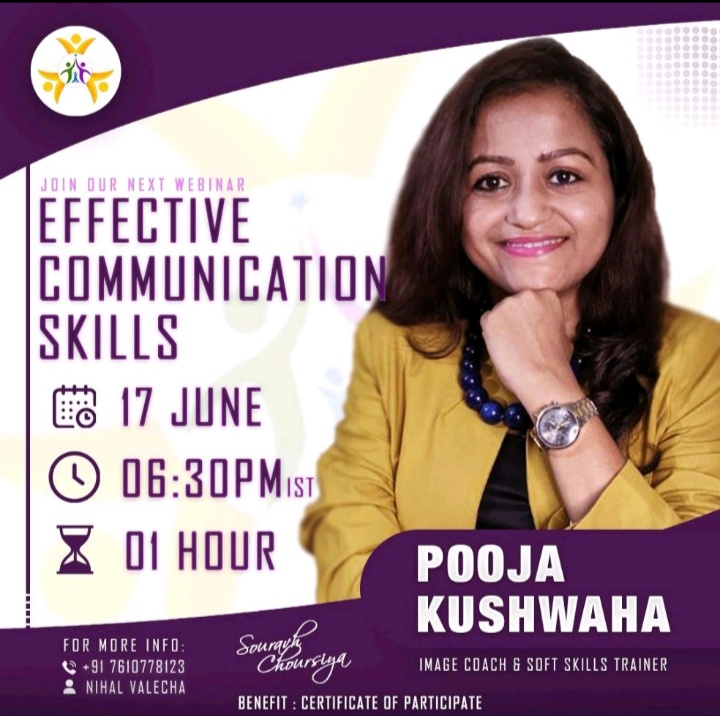 JOIN OUR NEXT WEBINAR
EFFECTIVE
COMMUNICATION
SKILLS
17 JUNE
06:30PM IST
01 HOUR
POOJA
KUSHWAHA
IMAGE COACH & SOFT SKILLS TRAINER
FOR MORE INFO:
+91 7610778123
NIHAL VALECHA
Sourabh
Choursiya
BENEFIT : CERTIFICATE OF PARTICIPATE